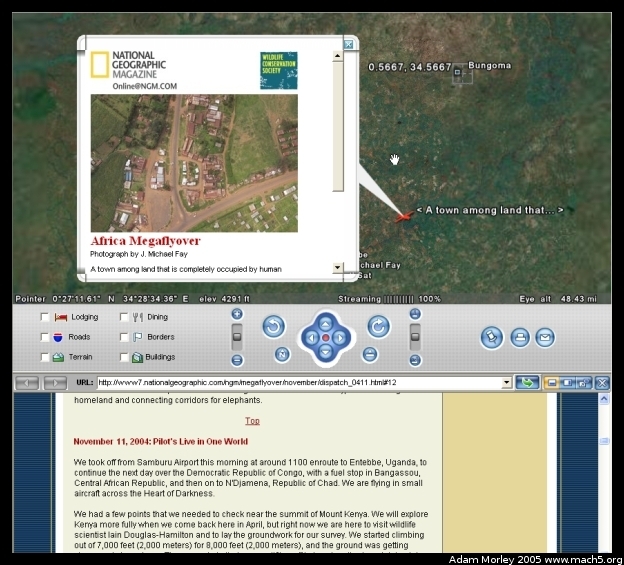 NATIONAL
GEOGRAPHIC
MAGAZINE
Online@NGM.COM
WILDLIFE
CONSERVATION
SOCIETY
0.5667, 34.5667
Bungoma
< A town among land that... >
Africa Megaflyover
Photograph by J. Michael Fay
A town among land that is completely occupied by human
be
chael Fay
Sat
Pointer 0°27'11.61" N 34°28'34.36" E elev 4291 ft Streaming |||||||||| 100% Eye alt 48.43 mi
Lodging
Dining
Roads
Borders
Terrain
Buildings
N
URL: http://www7.nationalgeographic.com/ngm/megaflyover/november/dispatch_0411.html#12
homeland and connecting corridors for elephants.
Top
November 11, 2004: Pilot's Live in One World
We took off from Samburu Airport this morning at around 1100 enroute to Entebbe, Uganda, to
continue the next day over the Democratic Republic of Congo, with a fuel stop in Bangassou,
Central African Republic, and then on to N'Djamena, Republic of Chad. We are flying in small
aircraft across the Heart of Darkness.
We had a few points that we needed to check near the summit of Mount Kenya. We will explore
Kenya more fully when we come back here in April, but right now we are here to visit wildlife
scientist Iain Douglas-Hamilton and to lay the groundwork for our survey. We started climbing
out of 7,000 feet (2,000 meters) for 8,000 feet (2,000 meters), and the ground was getting
Adam Morley 2005 www.mach5.org